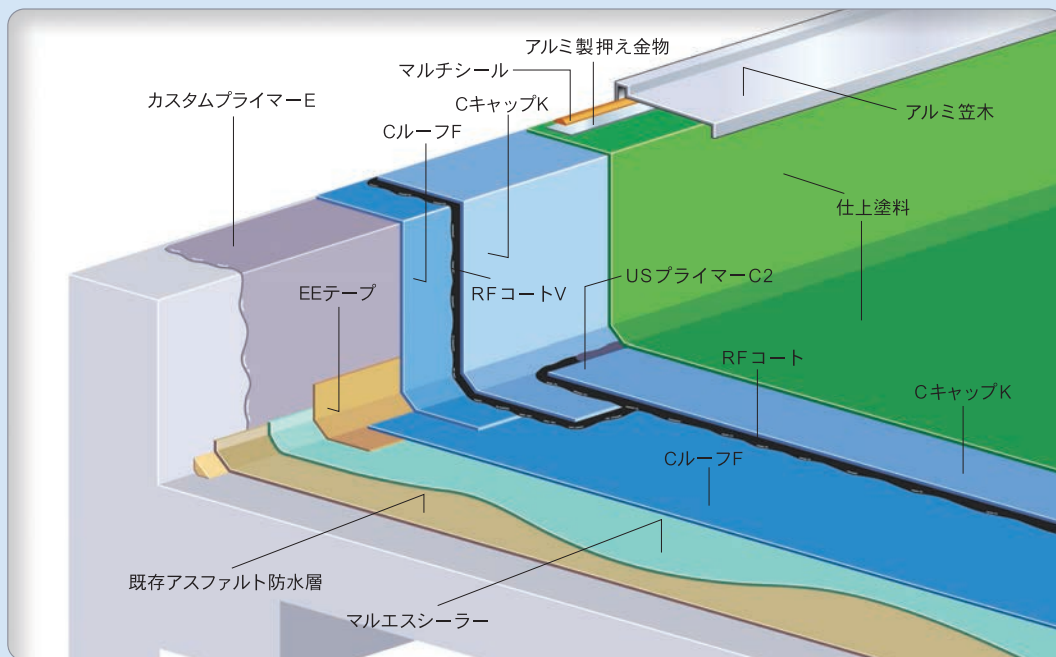 アルミ製押え金物
マルチシール
カスタムプライマーE
CキャップK
アルミ笠木
CルーフF
仕上塗料
USプライマーC2
EEテープ
RFコートV
RFコート
CキャップK
CルーフF
既存アスファルト防水層
マルエスシーラー